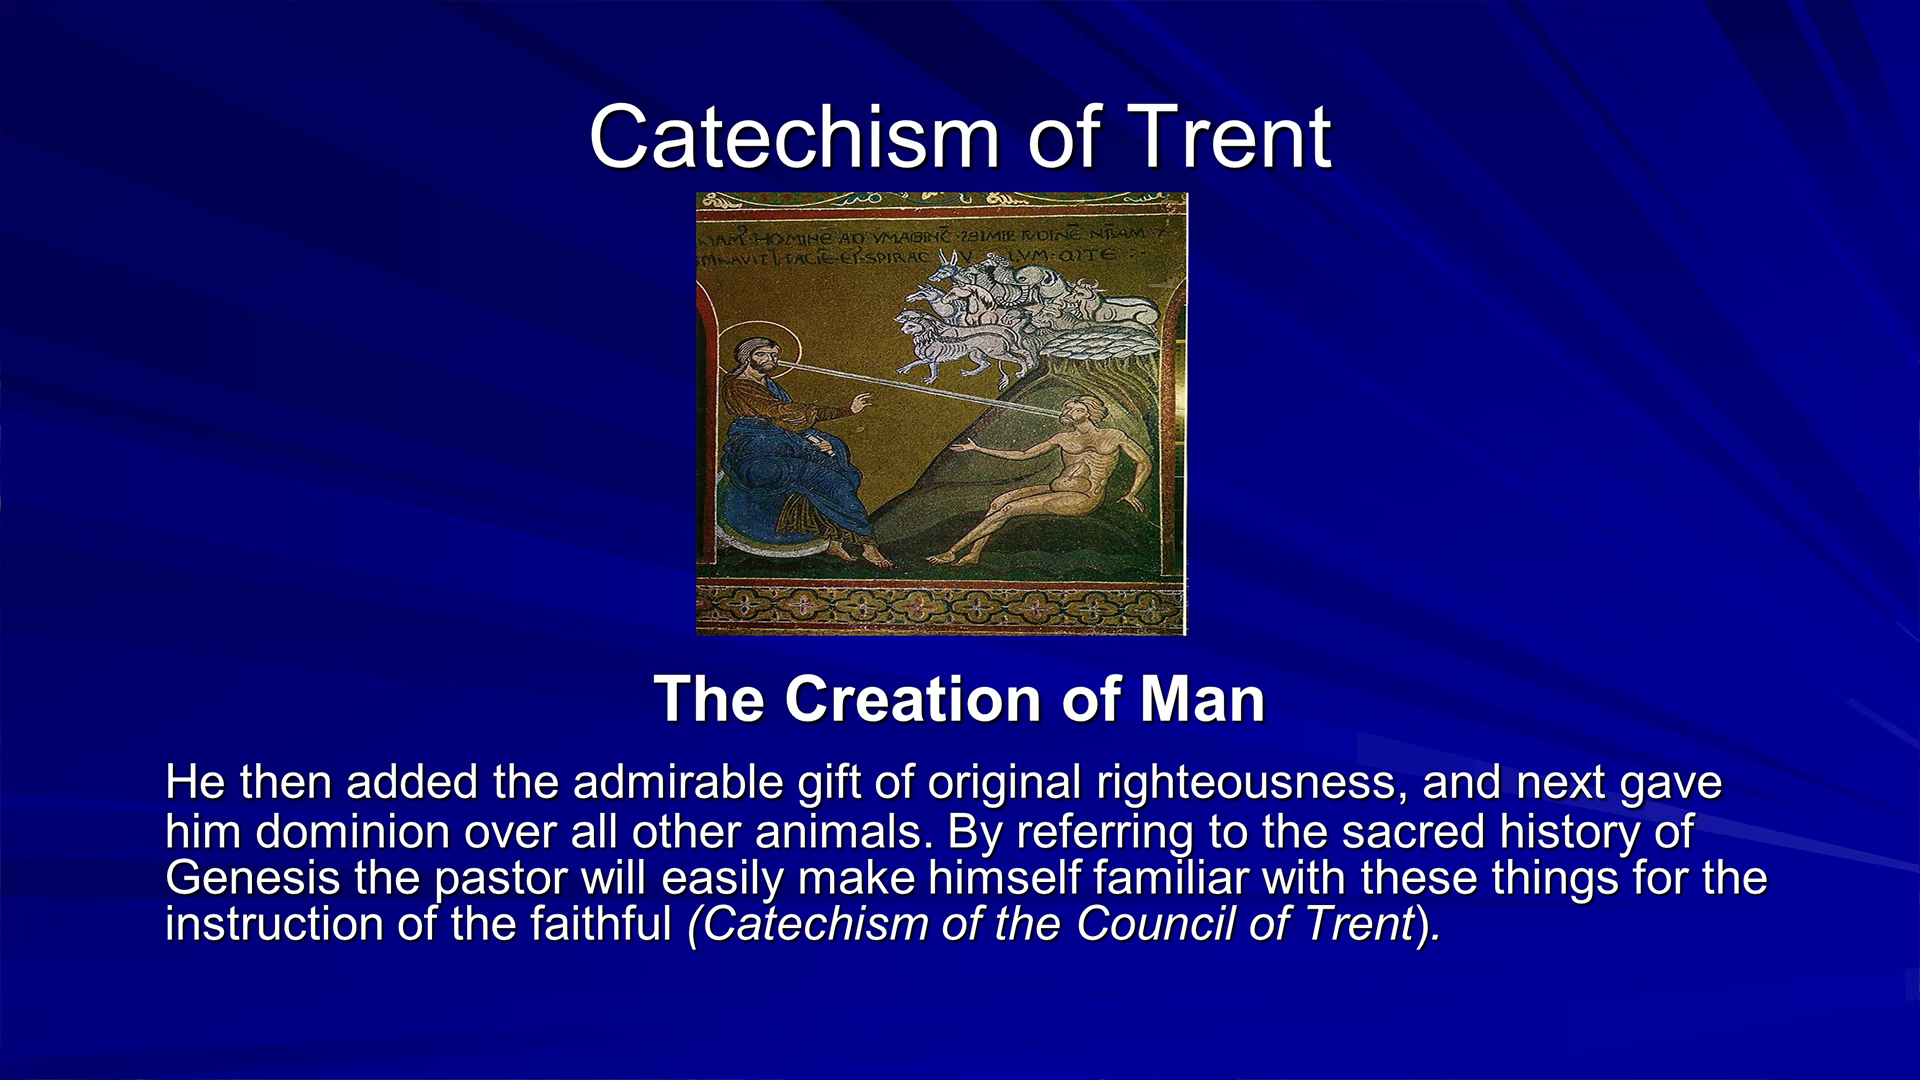 Catechism of Trent
HOMINE AD
The Creation of Man
He then added the admirable gift of original righteousness, and next gave
him dominion over all other animals. By referring to the sacred history of
Genesis the pastor will easily make himself familiar with these things for the
instruction of the faithful (Catechism of the Council of Trent).